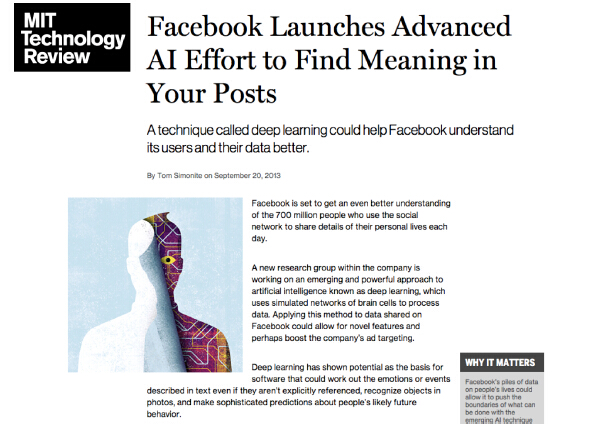 MIT
Technology
Review
Facebook Launches Advanced
AI Effort to Find Meaning in
Your Posts
A technique called deep learning could help Facebook understand
its users and their data better.
By Tom Simonite on September 20, 2013
Facebook is set to get an even better understanding
of the 700 million people who use the social
network to share details of their personal lives each
day.
A new research group within the company is
working on an emerging and powerful approach to
artificial intelligence known as deep learning, which
uses simulated networks of brain cells to process
data. Applying this method to data shared on
Facebook could allow for novel features and
perhaps boost the company's ad targeting.
Deep learning has shown potential as the basis for
software that could work out the emotions or events
described in text even if they aren't explicitly referenced, recognize objects in
photos, and make sophisticated predictions about people's likely future
behavior.
WHY IT MATTERS
Facebook's piles of data
on people's lives could
allow it to push the
boundaries of what can
be done with the
emerging AI technique